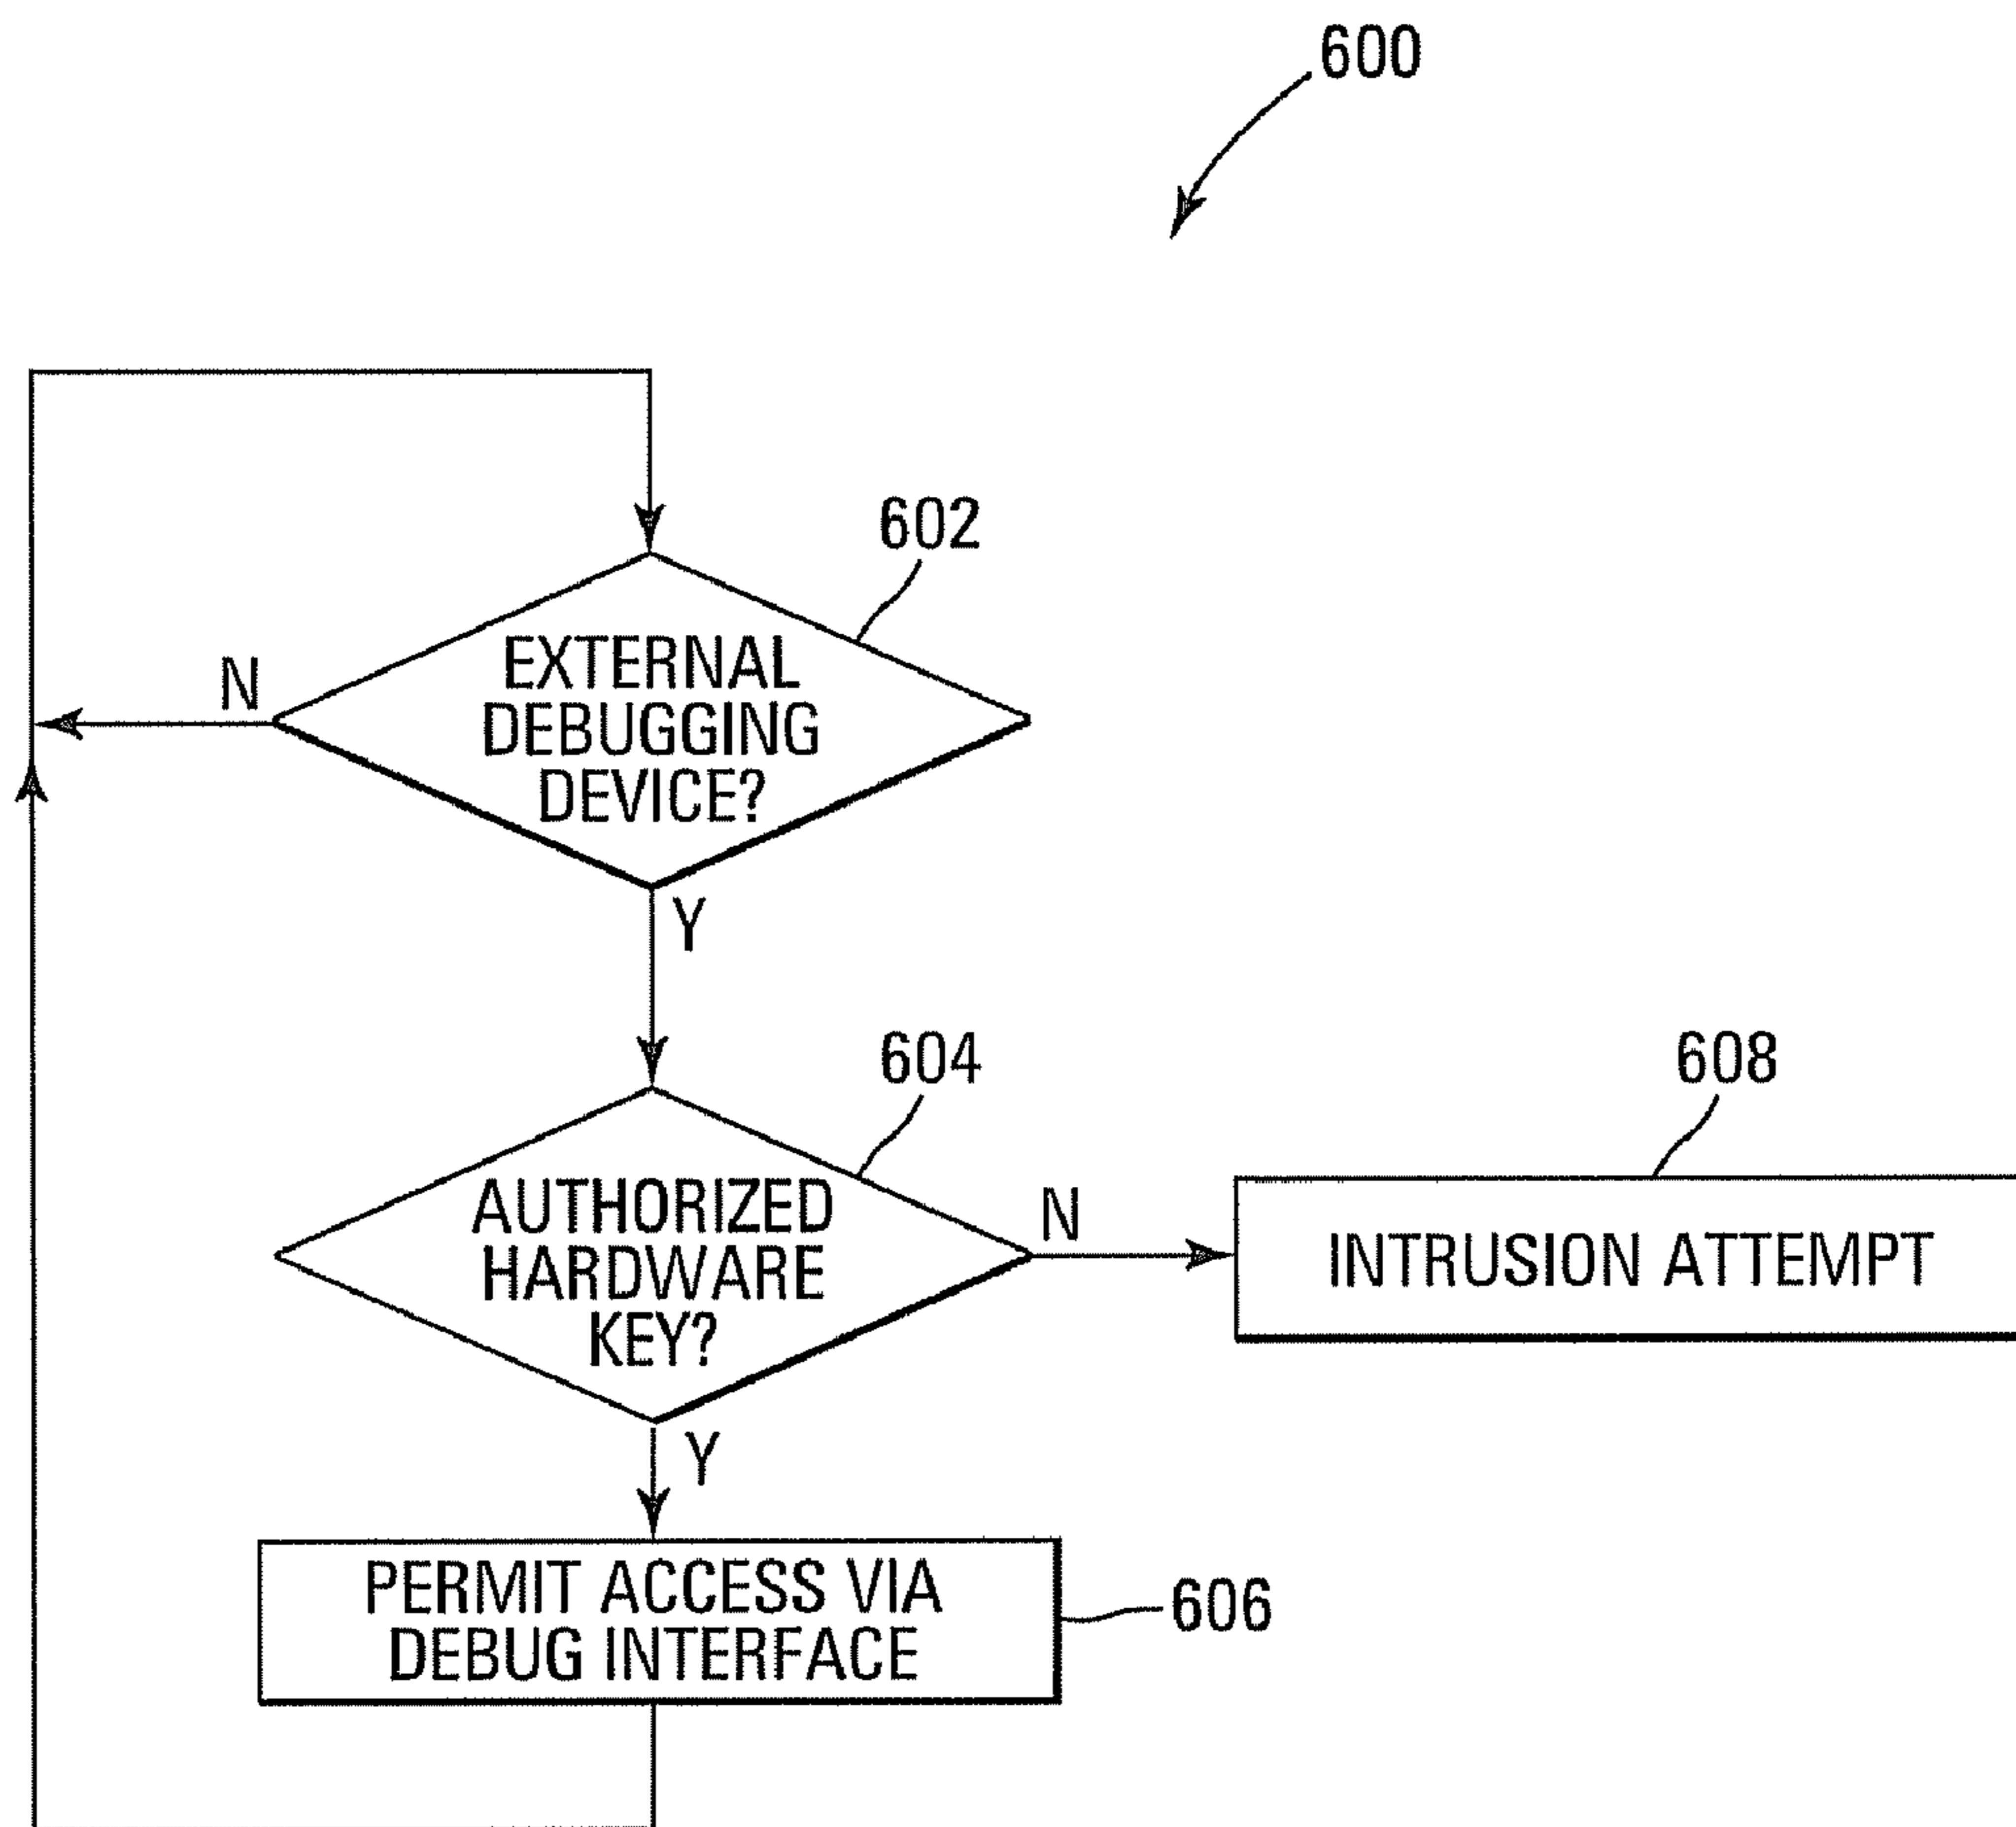 600
602
EXTERNAL
DEBUGGING
DEVICE?
N
Y
604
AUTHORIZED
HARDWARE
KEY?
N
608
INTRUSION ATTEMPT
Y
PERMIT ACCESS VIA
DEBUG INTERFACE
606